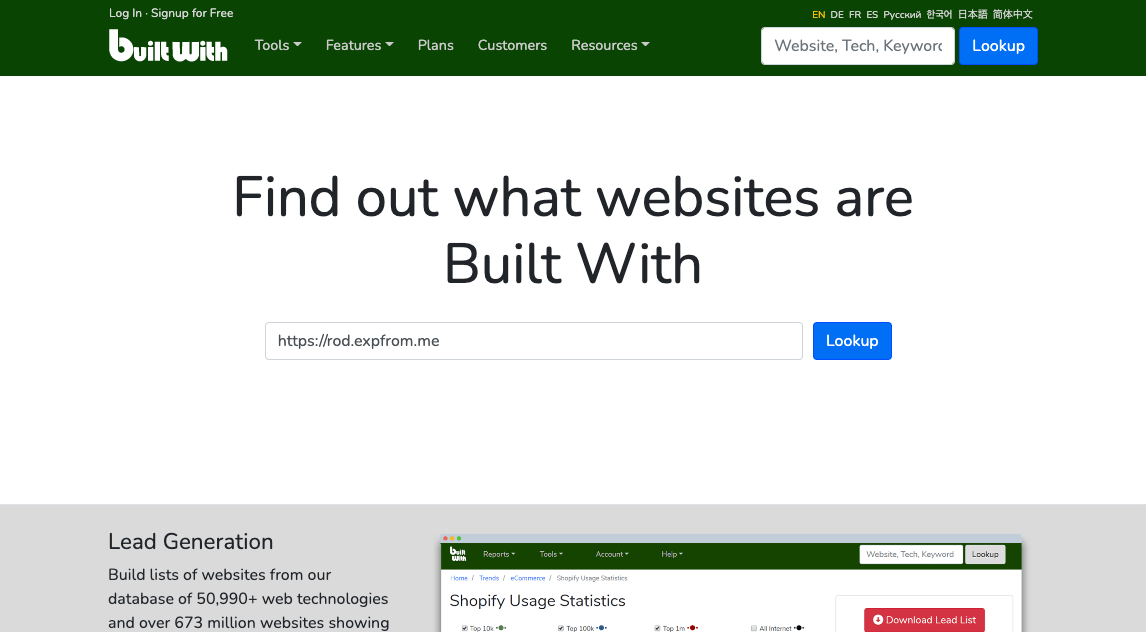 Log In · Signup for Free
EN DE FR ES Русский 한국어 日本語 简体中文
built with Tools Features Plans Customers Resources Website, Tech, Keyword Lookup
Find out what websites are
Built With
https://rod.expfrom.me Lookup
Lead Generation
Build lists of websites from our
database of 50,990+ web technologies
and over 673 million websites showing
built with Reports Tools Account Help Website, Tech, Keyword Lookup
Home / Trends / eCommerce / Shopify Usage Statistics
Shopify Usage Statistics
Download Lead List
Top 10k Top 100k Top 1m All Internet